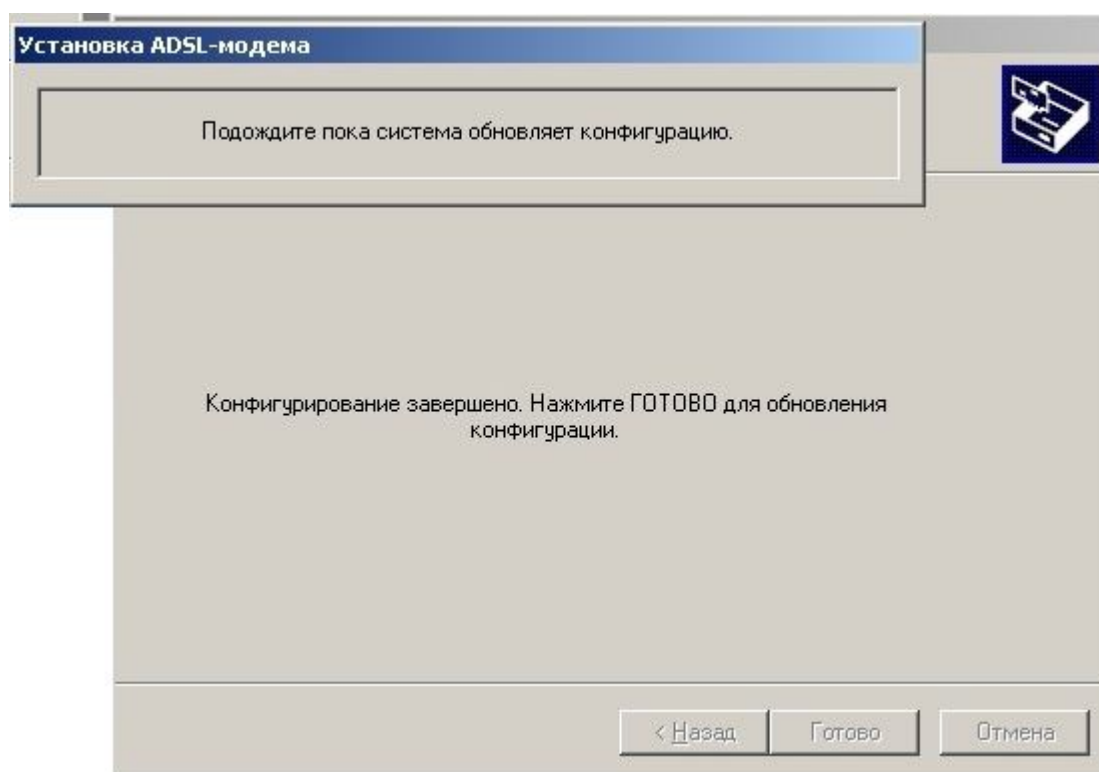 Установка ADSL-модема
Подождите пока система обновляет конфигурацию.
Конфигурирование завершено. Нажмите ГОТОВО для обновления
конфигурации.
< Назад
Готово
Отмена